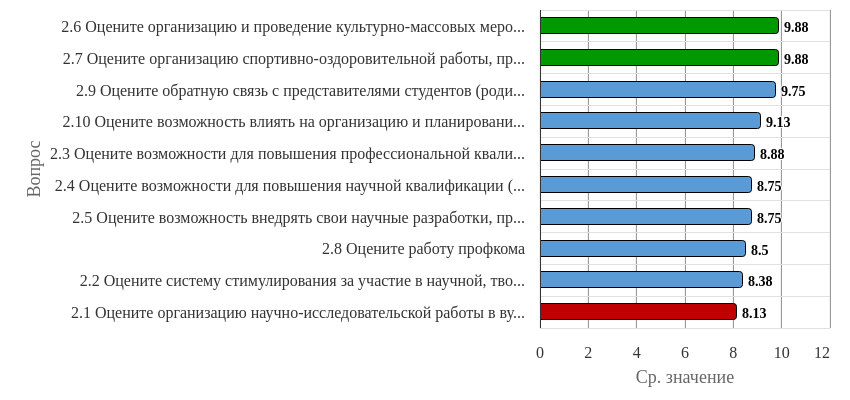 2.6 Оцените организацию и проведение культурно-массовых меро... 9.88
2.7 Оцените организацию спортивно-оздоровительной работы, пр... 9.88
2.9 Оцените обратную связь с представителями студентов (роди... 9.75
2.10 Оцените возможность влиять на организацию и планировани... 9.13
2.3 Оцените возможности для повышения профессиональной квали... 8.88
2.4 Оцените возможности для повышения научной квалификации (... 8.75
2.5 Оцените возможность внедрять свои научные разработки, пр... 8.75
2.8 Оцените работу профкома 8.5
2.2 Оцените систему стимулирования за участие в научной, тво... 8.38
2.1 Оцените организацию научно-исследовательской работы в ву... 8.13
Вопрос
0 2 4 6 8 10 12
Ср. значение